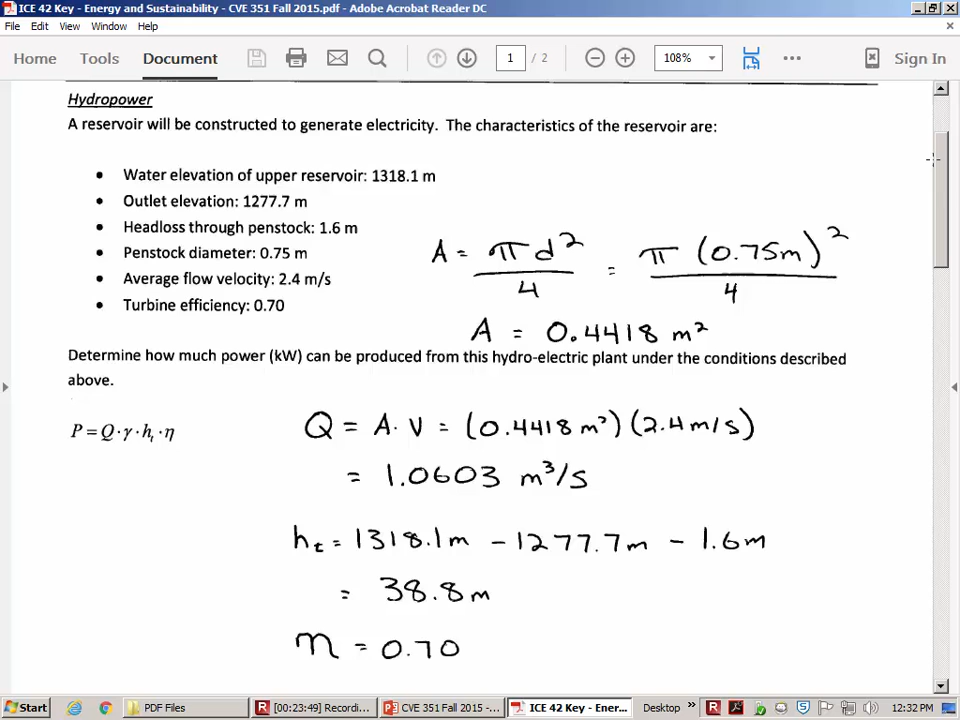 ICE 42 Key - Energy and Sustainability - CVE 351 Fall 2015.pdf - Adobe Acrobat Reader DC
File Edit View Window Help
Home Tools Document 1 / 2 108% Sign In
Hydropower
A reservoir will be constructed to generate electricity. The characteristics of the reservoir are:
• Water elevation of upper reservoir: 1318.1 m
• Outlet elevation: 1277.7 m
• Headloss through penstock: 1.6 m
• Penstock diameter: 0.75 m
• Average flow velocity: 2.4 m/s
• Turbine efficiency: 0.70
A = πd²/4 = π(0.75m)²/4
A = 0.4418 m²
Determine how much power (kW) can be produced from this hydro-electric plant under the conditions described
above.
P = Q·γ·hₜ·η
Q = A·V = (0.4418 m²)(2.4 m/s)
= 1.0603 m³/s
hₜ = 1318.1m - 1277.7m - 1.6m
= 38.8m
η = 0.70
Start PDF Files [00:23:49] Recordi... CVE 351 Fall 2015 -... ICE 42 Key - Ener... Desktop » 12:32 PM